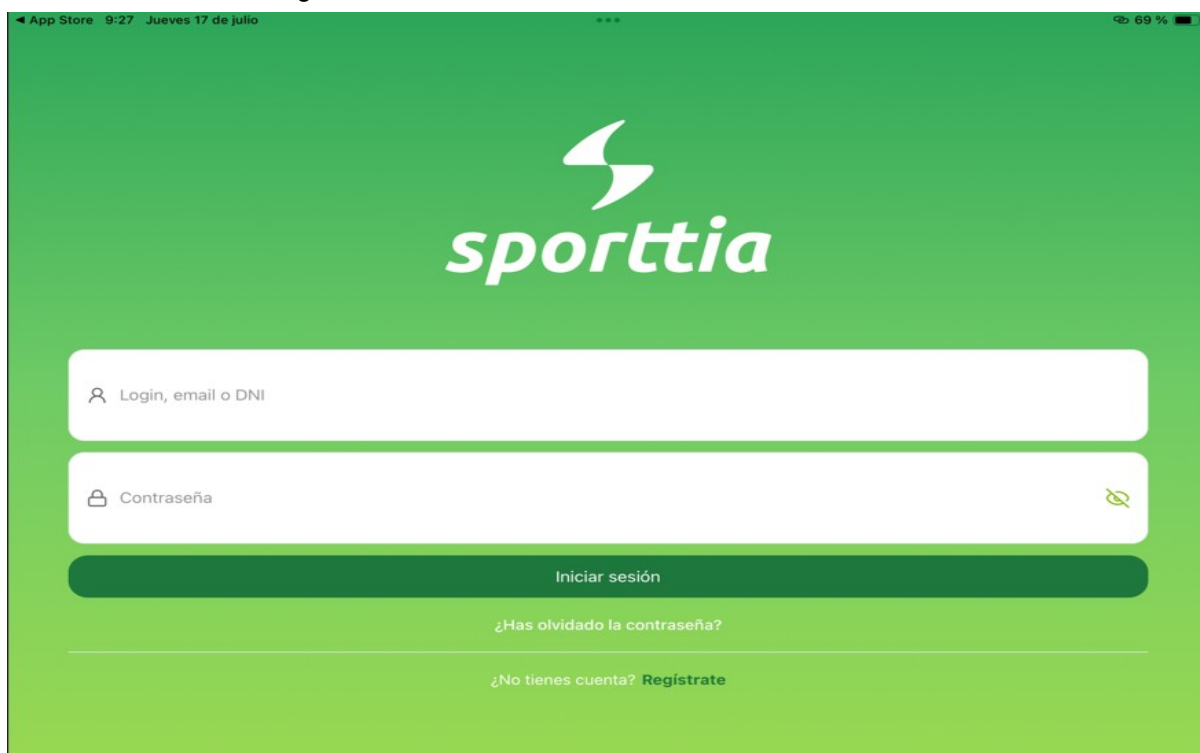 ◀ App Store 9:27 Jueves 17 de julio 69 %
sporttia
Login, email o DNI
Contraseña
Iniciar sesión
¿Has olvidado la contraseña?
¿No tienes cuenta? Regístrate